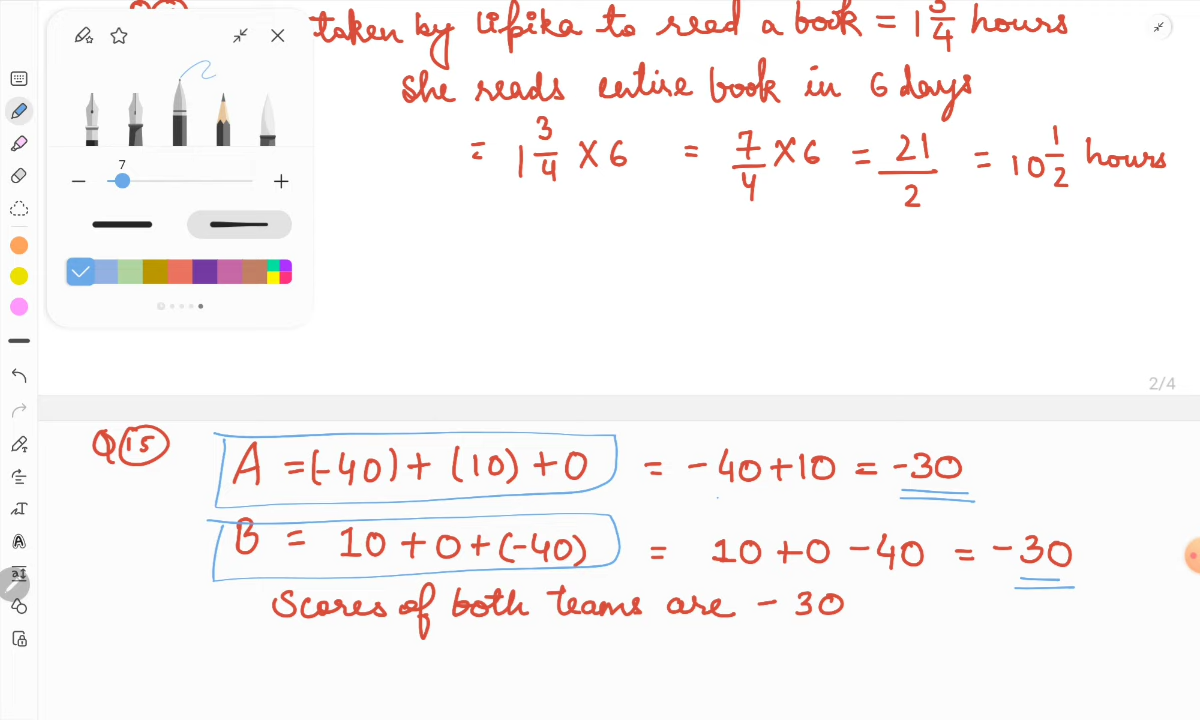 taken by Lipika to read a book = 1 3/4 hours
7
She reads entire book in 6 days
= 1 3/4 × 6 = 7/4 × 6 = 21/2 = 10 1/2 hours
2/4
Q15
A = (-40) + (10) + 0 = -40+10 = -30
B = 10 + 0 + (-40) = 10 + 0 - 40 = -30
Scores of both teams are - 30